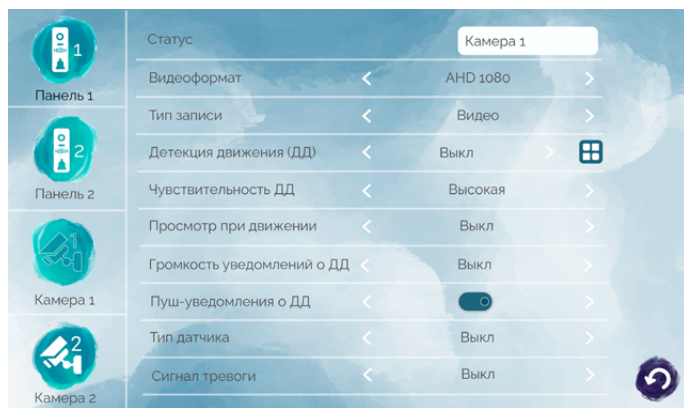 1
Панель 1
2
Панель 2
1
Камера 1
2
Камера 2
Статус Камера 1
Видеоформат < AHD 1080 >
Тип записи < Видео >
Детекция движения (ДД) < Выкл >
Чувствительность ДД < Высокая >
Просмотр при движении < Выкл >
Громкость уведомлений о ДД < Выкл >
Пуш-уведомления о ДД < >
Тип датчика < Выкл >
Сигнал тревоги < Выкл >